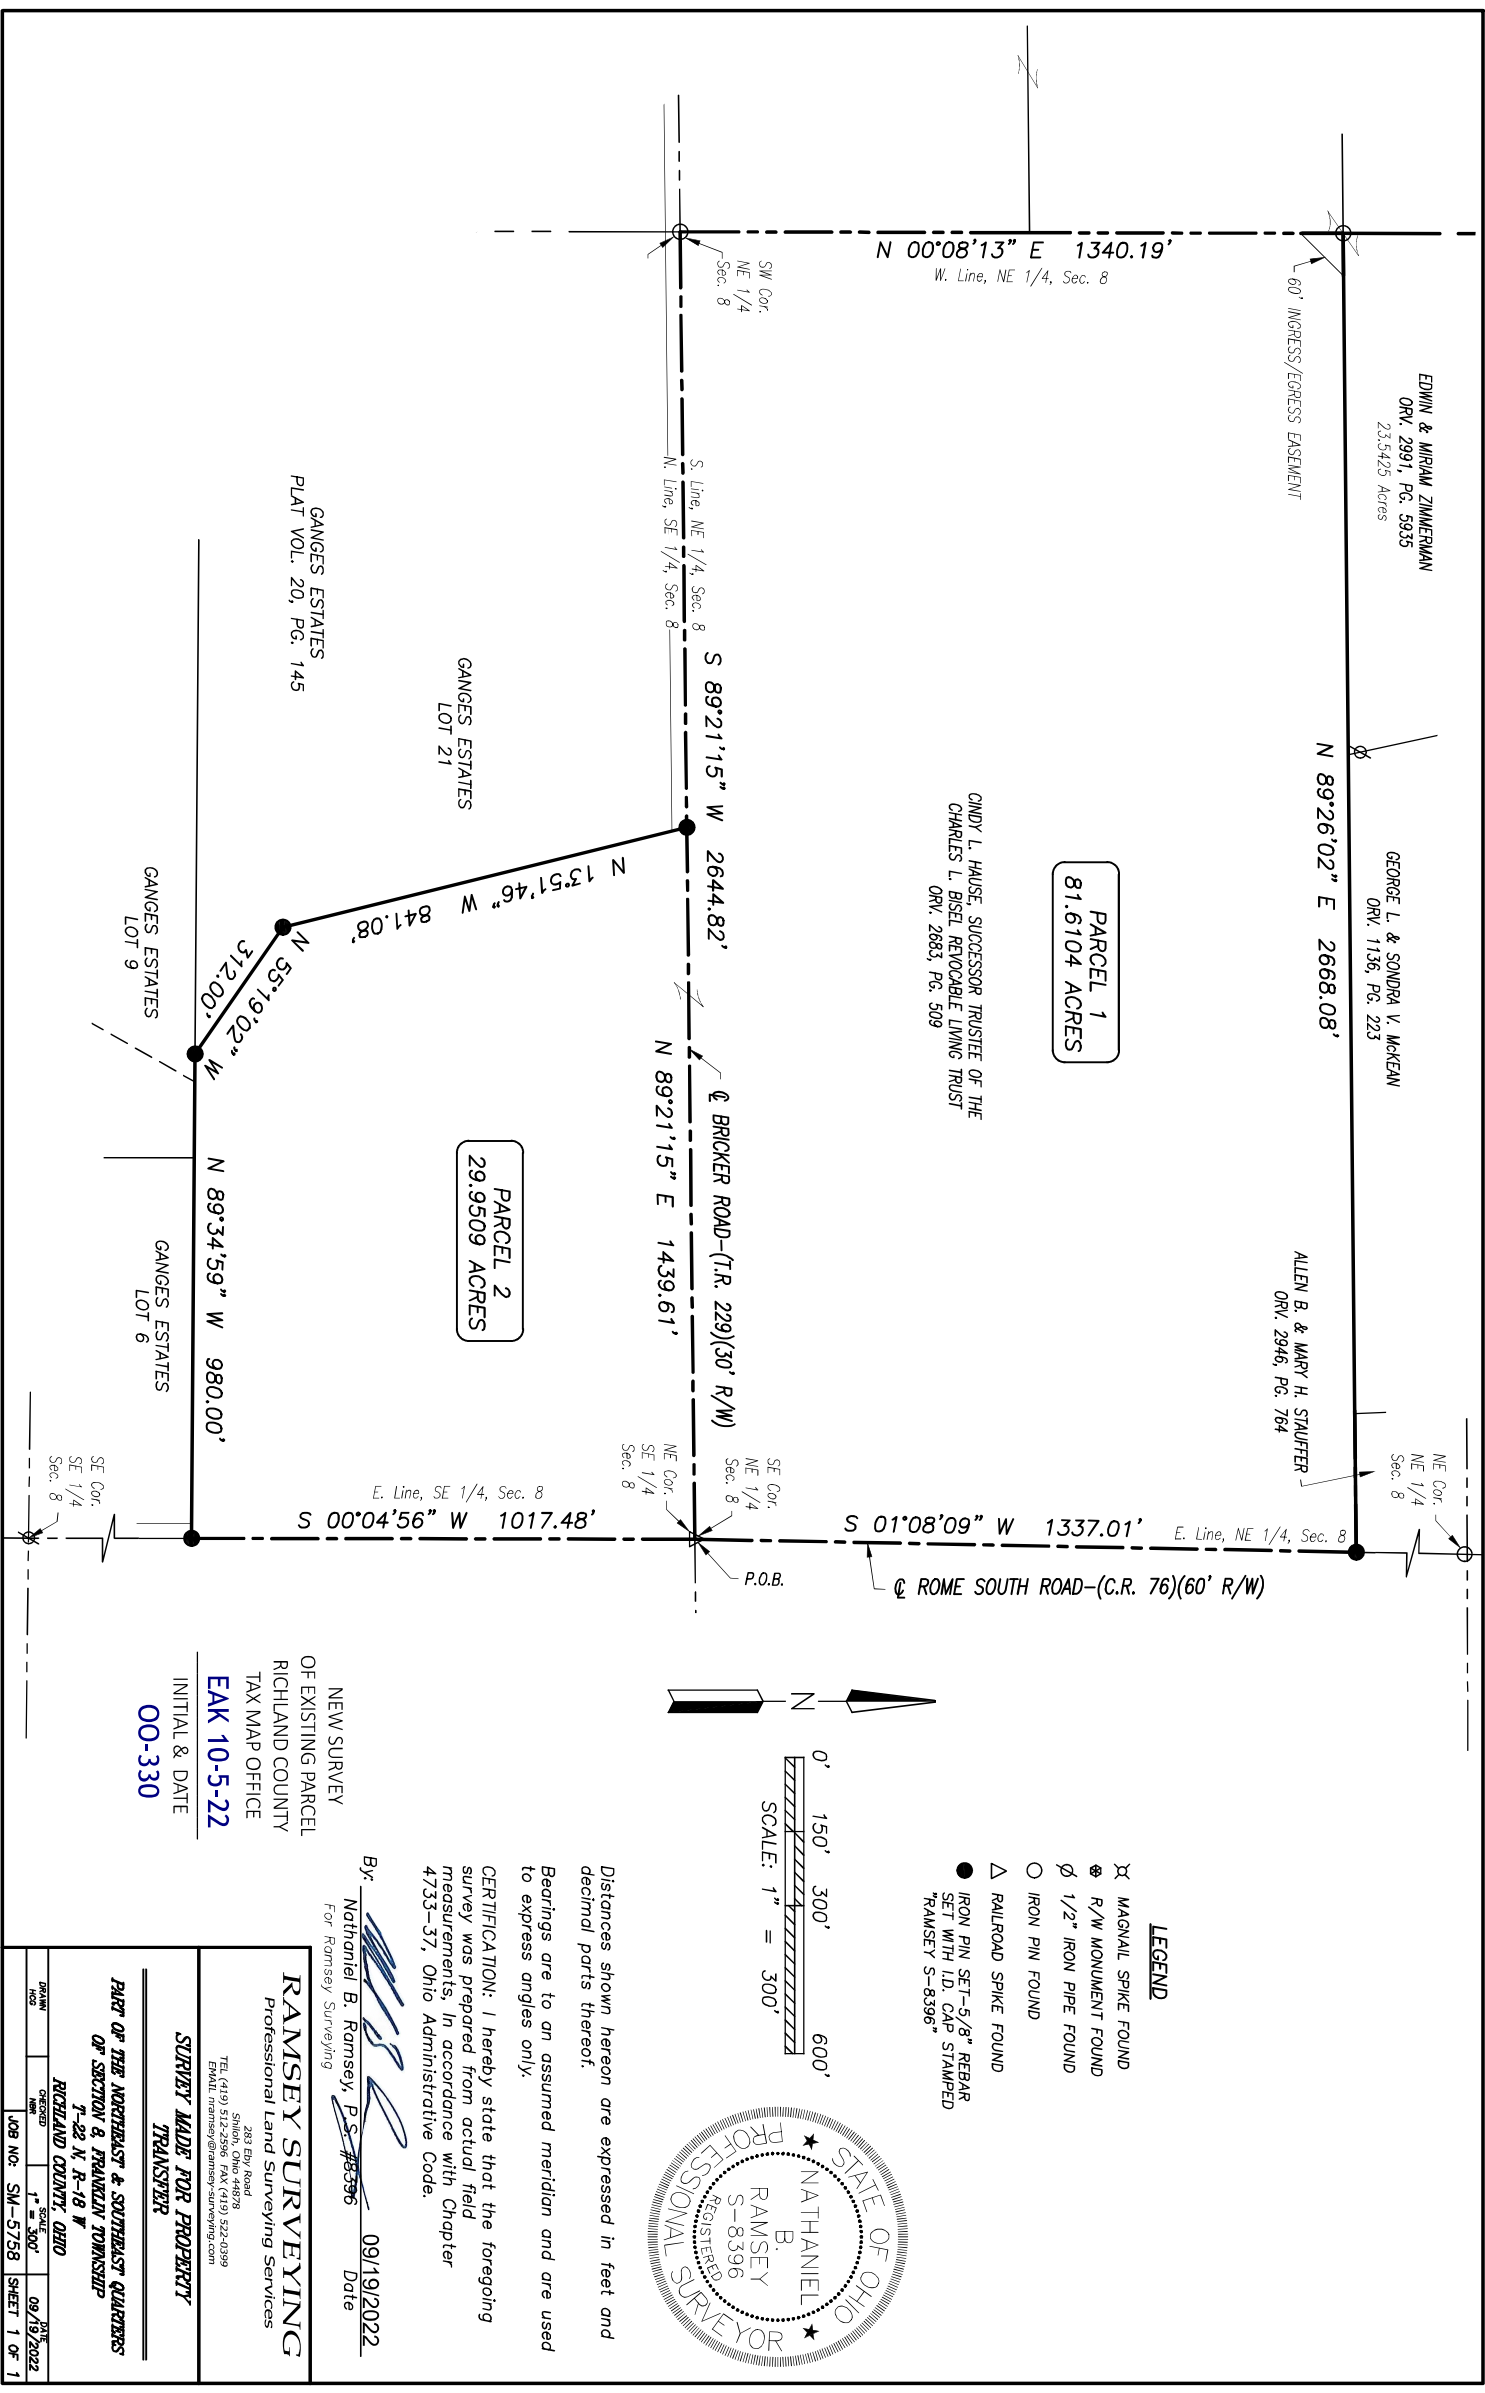 EDWIN & MIRIAM ZIMMERMAN
ORV. 2991, PG. 5935
23.5425 Acres
GEORGE L. & SONDRA V. McKEAN
ORV. 1136, PG. 223
ALLEN B. & MARY H. STAUFFER
ORV. 2946, PG. 764
NE Cor.
NE 1/4
Sec. 8
60' INGRESS/EGRESS EASEMENT
N 89°26'02" E 2668.08'
N 00°08'13" E 1340.19'
W. Line, NE 1/4, Sec. 8
PARCEL 1
81.6104 ACRES
CINDY L. HAUSE, SUCCESSOR TRUSTEE OF THE
CHARLES L. BISEL REVOCABLE LIVING TRUST
ORV. 2683, PG. 509
S 01°08'09" W 1337.01'
E. Line, NE 1/4, Sec. 8
℄ ROME SOUTH ROAD-(C.R. 76)(60' R/W)
SW Cor.
NE 1/4
Sec. 8
S. Line, NE 1/4, Sec. 8
N. Line, SE 1/4, Sec. 8
S 89°21'15" W 2644.82'
℄ BRICKER ROAD-(T.R. 229)(30' R/W)
N 89°21'15" E 1439.61'
SE Cor.
NE 1/4
Sec. 8
NE Cor.
SE 1/4
Sec. 8
P.O.B.
N 13°51'46" W 841.08'
GANGES ESTATES
LOT 21
GANGES ESTATES
PLAT VOL. 20, PG. 145
PARCEL 2
29.9509 ACRES
N 55°19'02" W
312.00'
E. Line, SE 1/4, Sec. 8
S 00°04'56" W 1017.48'
N 89°34'59" W 980.00'
GANGES ESTATES
LOT 9
GANGES ESTATES
LOT 6
SE Cor.
SE 1/4
Sec. 8
LEGEND
MAGNAIL SPIKE FOUND
R/W MONUMENT FOUND
1/2" IRON PIPE FOUND
IRON PIN FOUND
RAILROAD SPIKE FOUND
IRON PIN SET-5/8" REBAR
SET WITH I.D. CAP STAMPED
"RAMSEY S-8396"
N
0' 150' 300' 600'
SCALE: 1" = 300'
STATE OF OHIO
NATHANIEL
B.
RAMSEY
S-8396
REGISTERED
PROFESSIONAL SURVEYOR
Distances shown hereon are expressed in feet and
decimal parts thereof.
Bearings are to an assumed meridian and are used
to express angles only.
CERTIFICATION: I hereby state that the foregoing
survey was prepared from actual field
measurements, In accordance with Chapter
4733-37, Ohio Administrative Code.
By: 09/19/2022
Nathaniel B. Ramsey, P.S. #8396 Date
For Ramsey Surveying
NEW SURVEY
OF EXISTING PARCEL
RICHLAND COUNTY
TAX MAP OFFICE
EAK 10-5-22
INITIAL & DATE
OO-330
RAMSEY SURVEYING
Professional Land Surveying Services
283 Eby Road
Shiloh, Ohio 44878
TEL (419) 512-2596 FAX (419) 522-0399
EMAIL nramsey@ramsey-surveying.com
SURVEY MADE FOR PROPERTY
TRANSFER
PART OF THE NORTHEAST & SOUTHEAST QUARTERS
OF SECTION 8, FRANKLIN TOWNSHIP
T-22 N, R-18 W
RICHLAND COUNTY, OHIO
DRAWN HCG
CHECKED NBR
SCALE 1" = 300'
DATE 09/19/2022
JOB NO: SM-5758 SHEET 1 OF 1